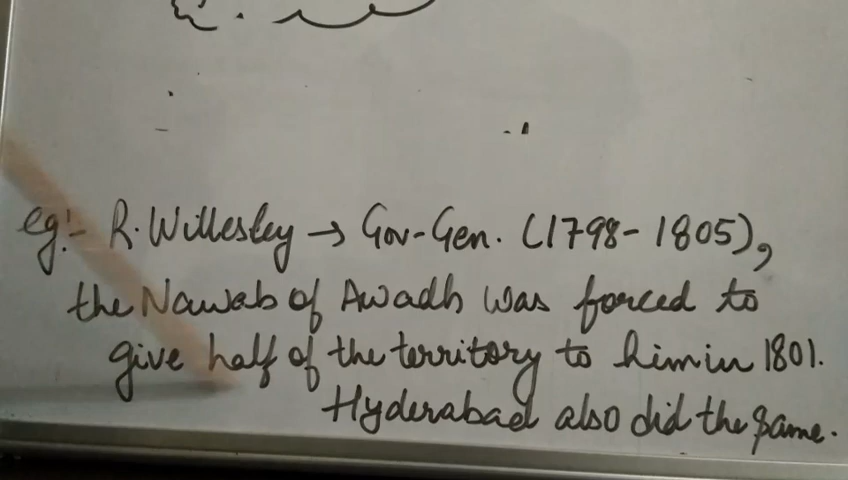 eg:- R. Willesley → Gov-Gen. (1798-1805),
the Nawab of Awadh was forced to
give half of the territory to him in 1801.
Hyderabad also did the same.